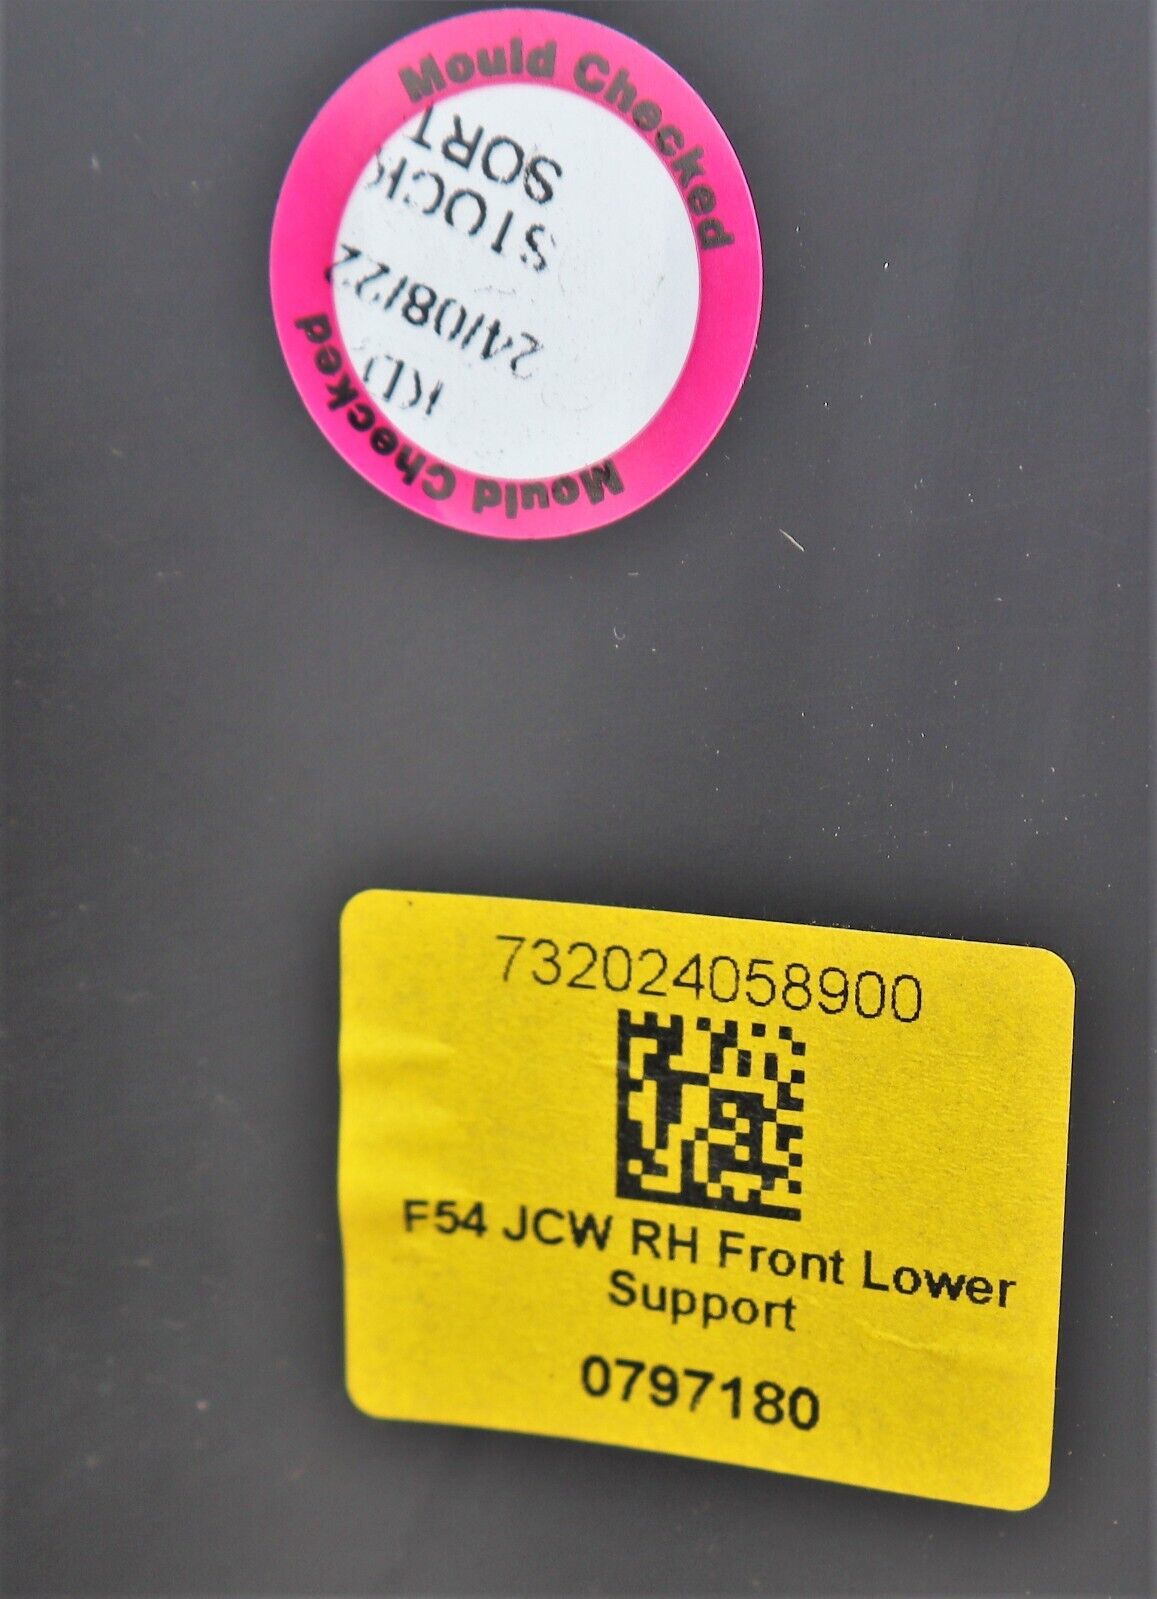 Mould Checked
SORT
STOCK
24/08/22
Mould Checked
732024058900
F54 JCW RH Front Lower
Support
0797180